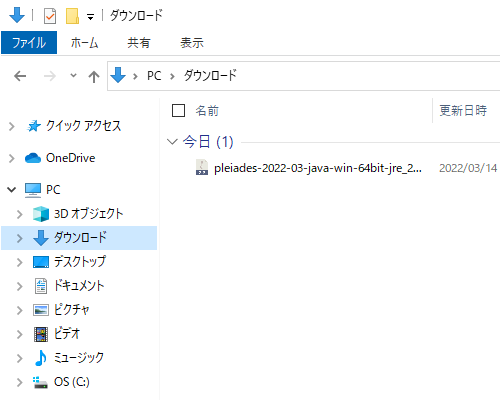 ダウンロード
ファイル ホーム 共有 表示
PC ダウンロード
名前 更新日時
クイック アクセス
今日 (1)
OneDrive
pleiades-2022-03-java-win-64bit-jre_2... 2022/03/14
PC
3D オブジェクト
ダウンロード
デスクトップ
ドキュメント
ピクチャ
ビデオ
ミュージック
OS (C:)